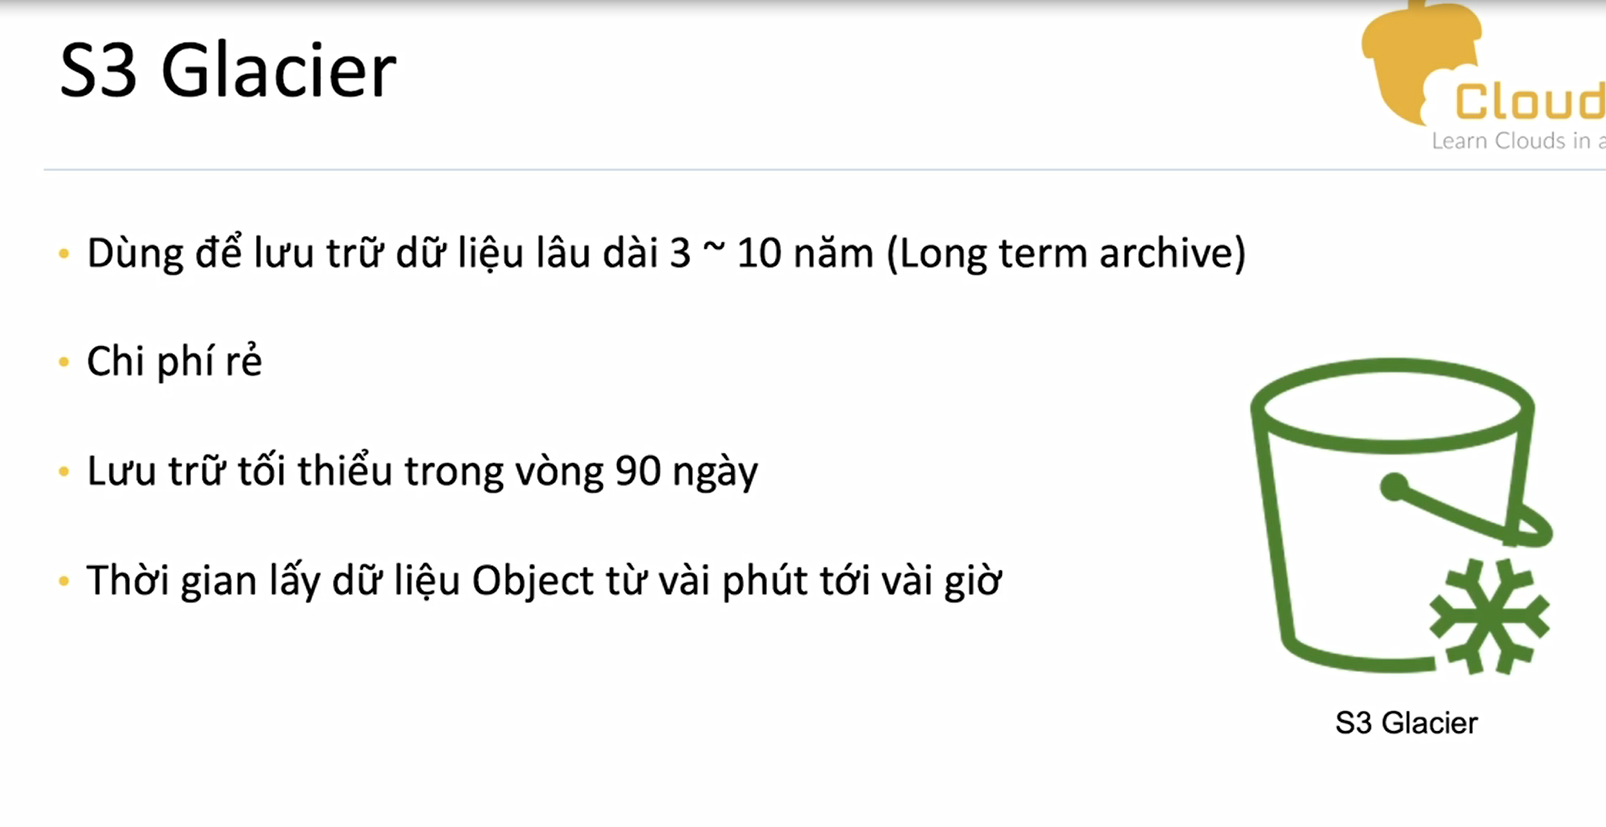 S3 Glacier
Cloud
Learn Clouds in a
• Dùng để lưu trữ dữ liệu lâu dài 3 ~ 10 năm (Long term archive)
• Chi phí rẻ
• Lưu trữ tối thiểu trong vòng 90 ngày
• Thời gian lấy dữ liệu Object từ vài phút tới vài giờ
S3 Glacier